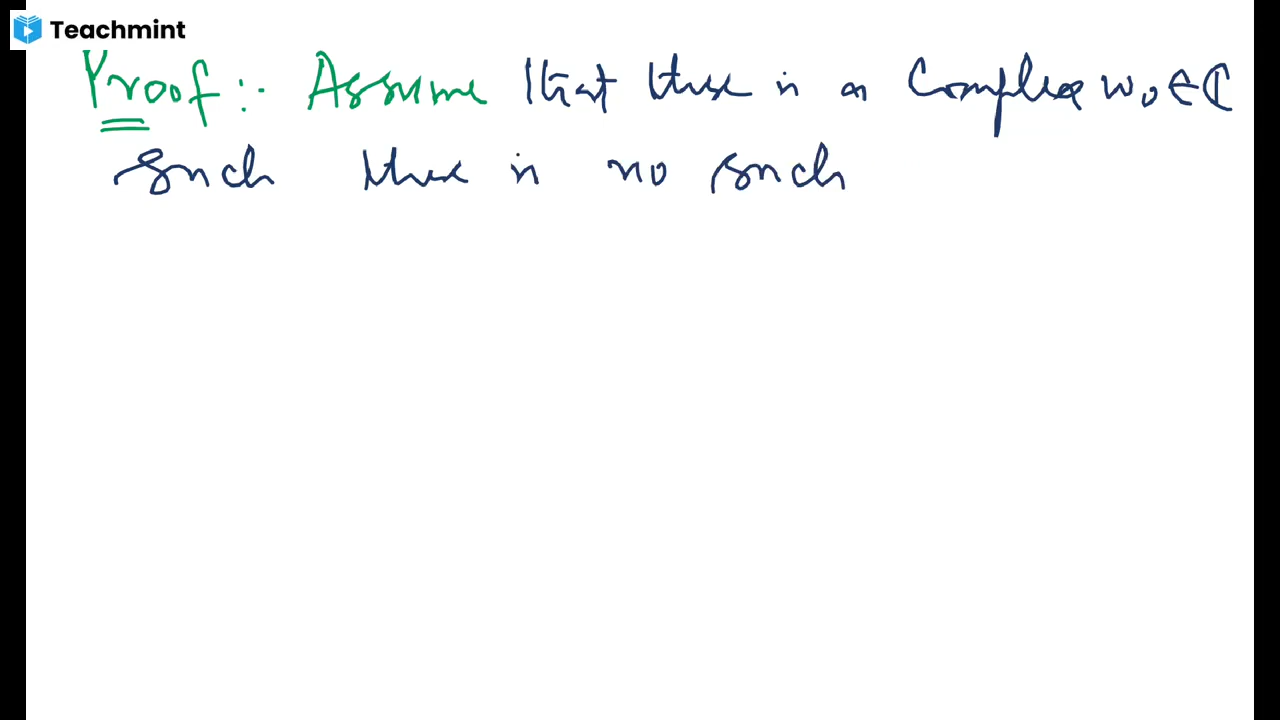 Teachmint
Proof :- Assume that there is a Complex w₀ ∈ ℂ
such there is no such